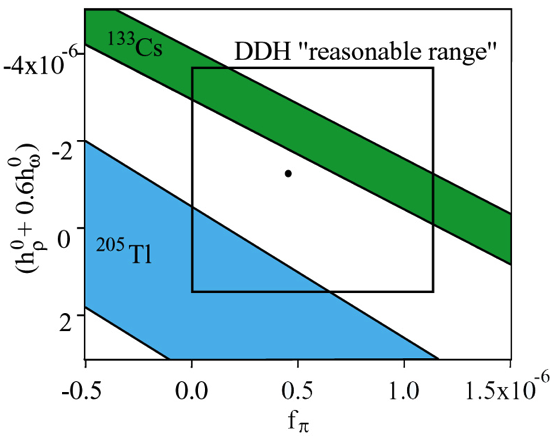 ¹³³Cs
DDH "reasonable range"
-4x10⁻⁶
-2
0
2
(h⁰ρ + 0.6h⁰ω)
²⁰⁵Tl
-0.5
0.0
0.5
1.0
1.5x10⁻⁶
fπ